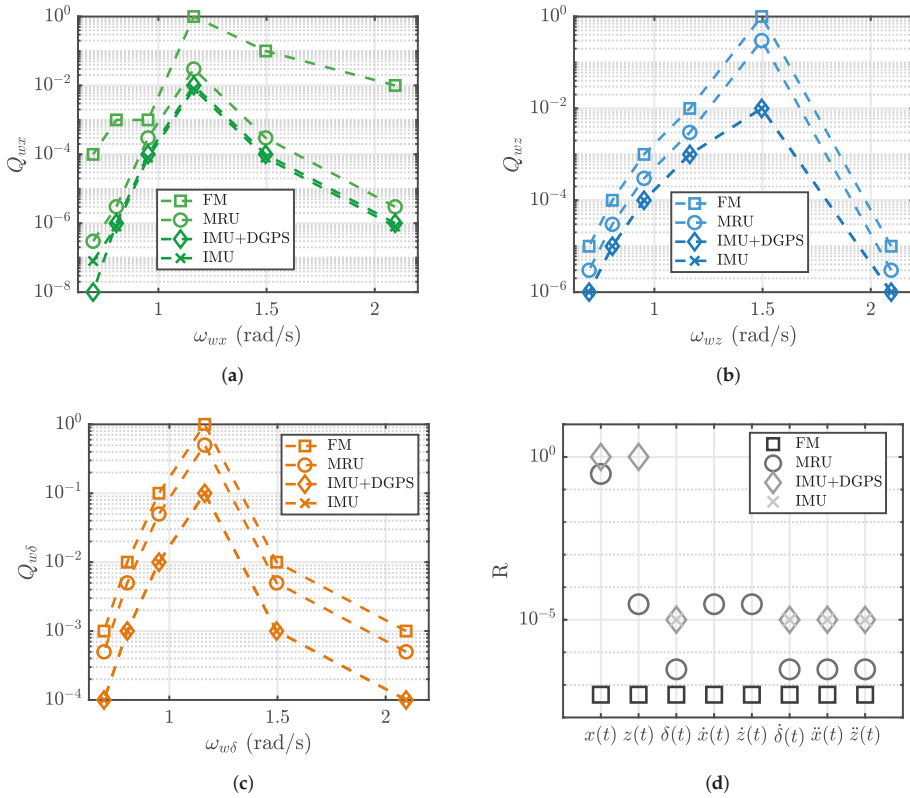 10^0
10^-2
10^-4
10^-6
10^-8
Q_wx
FM
MRU
IMU+DGPS
IMU
1 1.5 2
ω_wx (rad/s)
(a)
10^0
10^-2
10^-4
10^-6
Q_wz
FM
MRU
IMU+DGPS
IMU
1 1.5 2
ω_wz (rad/s)
(b)
10^0
10^-1
10^-2
10^-3
10^-4
Q_wδ
FM
MRU
IMU+DGPS
IMU
1 1.5 2
ω_wδ (rad/s)
(c)
10^0
10^-5
R
FM
MRU
IMU+DGPS
IMU
x(t) z(t) δ(t) ẋ(t) ż(t) δ̇(t) ẍ(t) z̈(t)
(d)